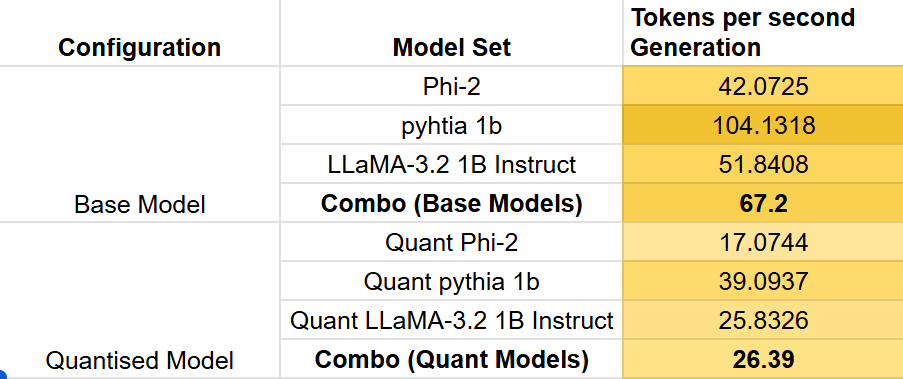 Configuration Model Set Tokens per second
Generation
Phi-2 42.0725
pyhtia 1b 104.1318
LLaMA-3.2 1B Instruct 51.8408
Base Model Combo (Base Models) 67.2
Quant Phi-2 17.0744
Quant pythia 1b 39.0937
Quant LLaMA-3.2 1B Instruct 25.8326
Quantised Model Combo (Quant Models) 26.39